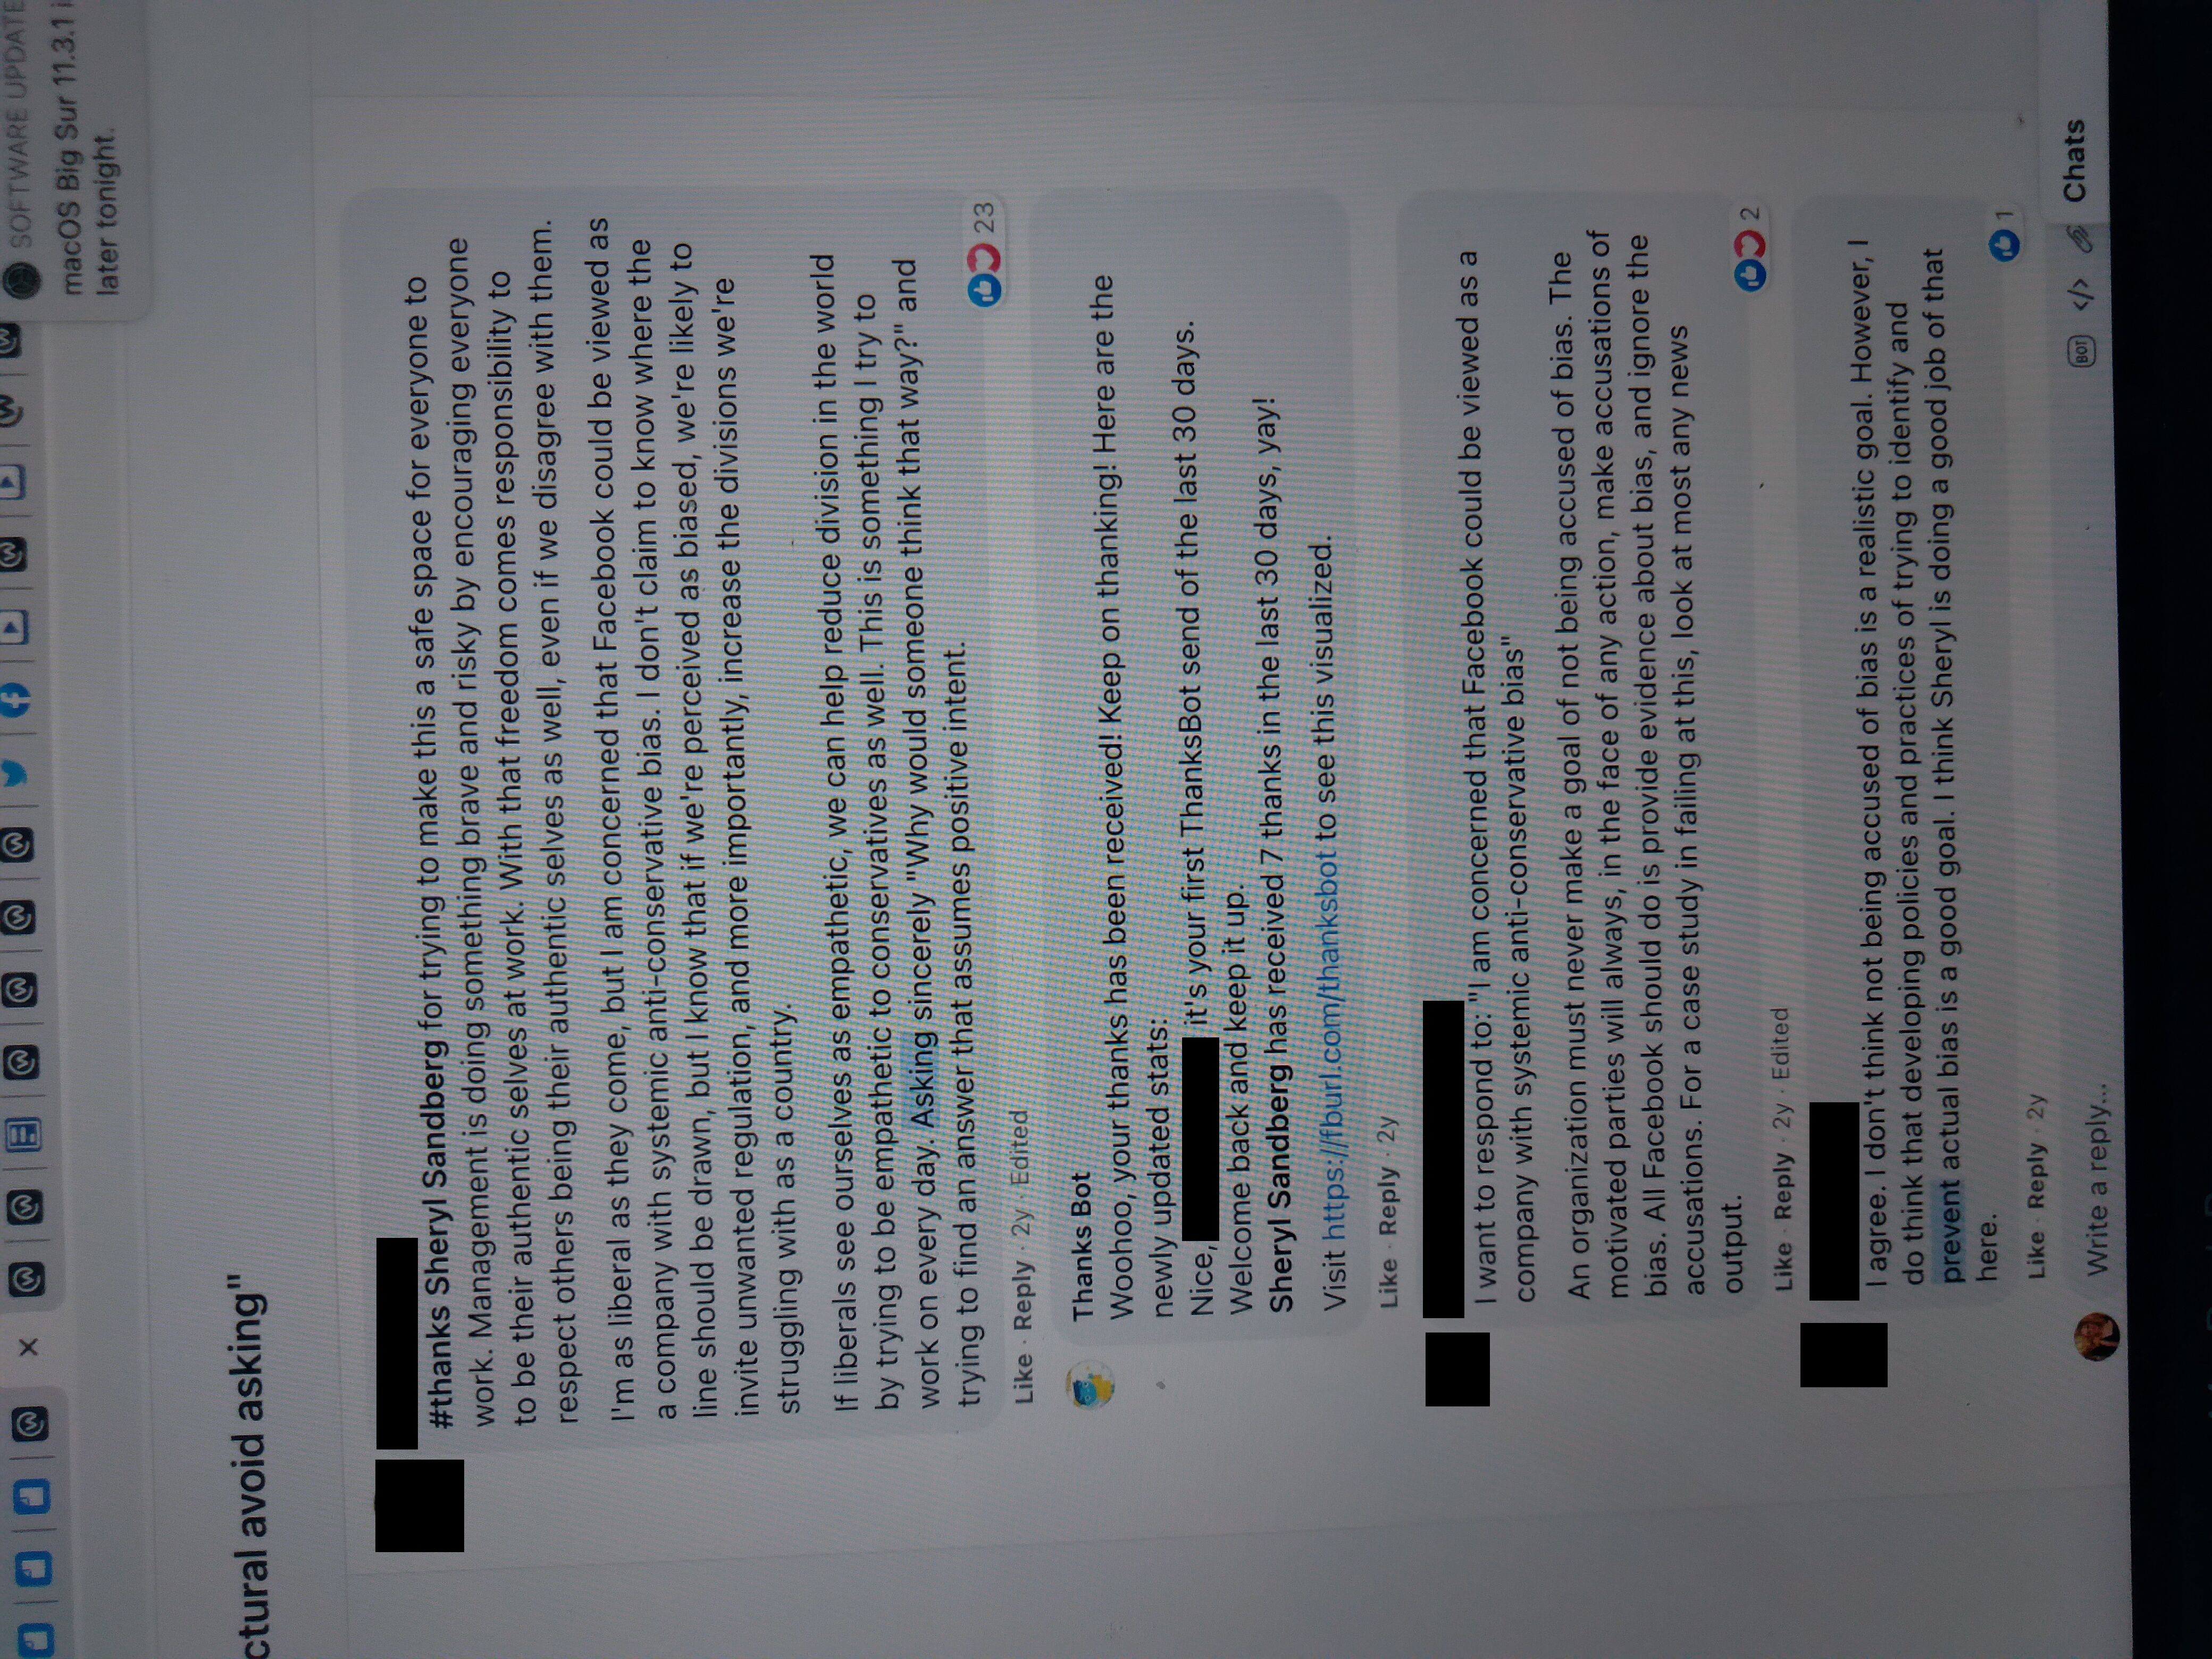 SOFTWARE UPDATE
macOS Big Sur 11.3.1 i
later tonight.
ctural avoid asking"
#thanks Sheryl Sandberg for trying to make this a safe space for everyone to
work. Management is doing something brave and risky by encouraging everyone
to be their authentic selves at work. With that freedom comes responsibility to
respect others being their authentic selves as well, even if we disagree with them.
I'm as liberal as they come, but I am concerned that Facebook could be viewed as
a company with systemic anti-conservative bias. I don't claim to know where the
line should be drawn, but I know that if we're perceived as biased, we're likely to
invite unwanted regulation, and more importantly, increase the divisions we're
struggling with as a country.
If liberals see ourselves as empathetic, we can help reduce division in the world
by trying to be empathetic to conservatives as well. This is something I try to
work on every day. Asking sincerely "Why would someone think that way?" and
trying to find an answer that assumes positive intent.
23
Like · Reply · 2y · Edited
Thanks Bot
Woohoo, your thanks has been received! Keep on thanking! Here are the
newly updated stats:
Nice, it's your first ThanksBot send of the last 30 days.
Welcome back and keep it up.
Sheryl Sandberg has received 7 thanks in the last 30 days, yay!
Visit https://fburl.com/thanksbot to see this visualized.
Like · Reply · 2y
I want to respond to: "I am concerned that Facebook could be viewed as a
company with systemic anti-conservative bias"
An organization must never make a goal of not being accused of bias. The
motivated parties will always, in the face of any action, make accusations of
bias. All Facebook should do is provide evidence about bias, and ignore the
accusations. For a case study in failing at this, look at most any news
output.
2
Like · Reply · 2y · Edited
I agree. I don't think not being accused of bias is a realistic goal. However, I
do think that developing policies and practices of trying to identify and
prevent actual bias is a good goal. I think Sheryl is doing a good job of that
here.
1
Like · Reply · 2y
Write a reply...
BOT </>
Chats